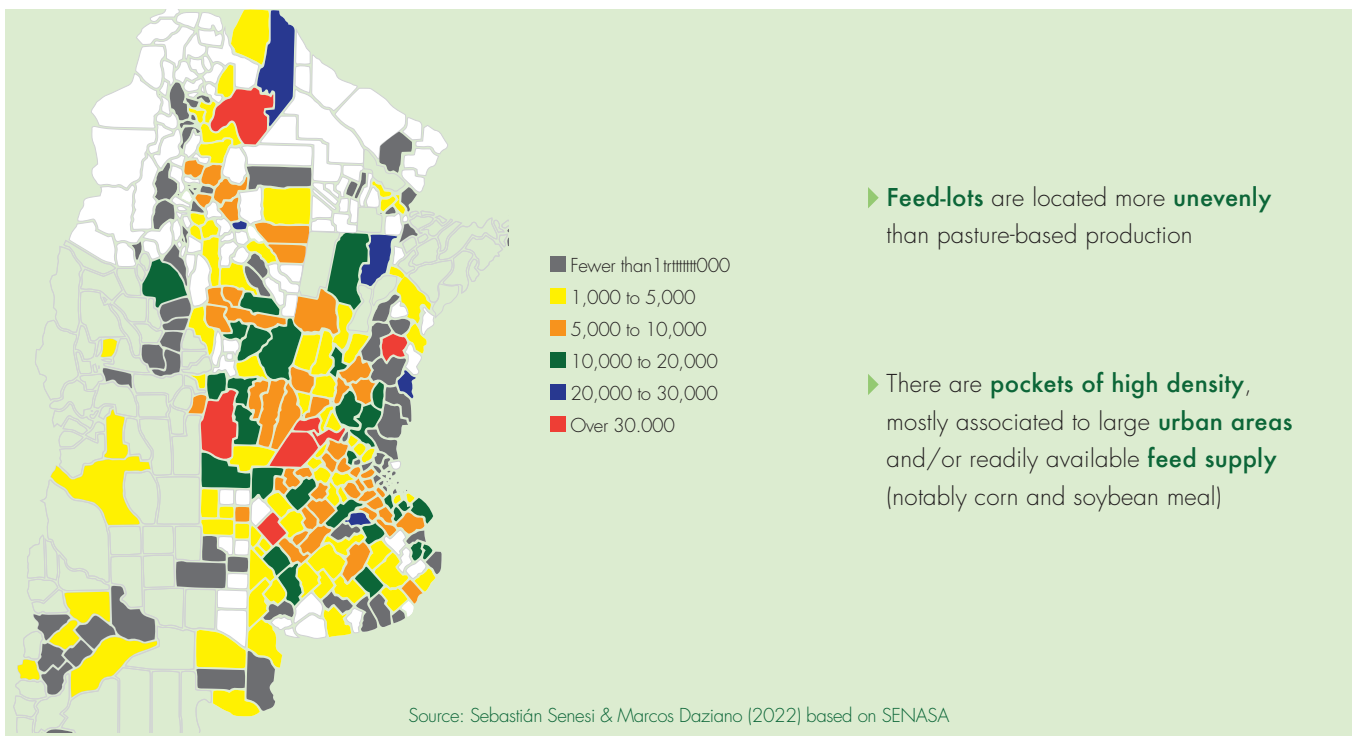 Fewer than1trttttttt000
1,000 to 5,000
5,000 to 10,000
10,000 to 20,000
20,000 to 30,000
Over 30.000
Feed-lots are located more unevenly
than pasture-based production
There are pockets of high density,
mostly associated to large urban areas
and/or readily available feed supply
(notably corn and soybean meal)
Source: Sebastián Senesi & Marcos Daziano (2022) based on SENASA